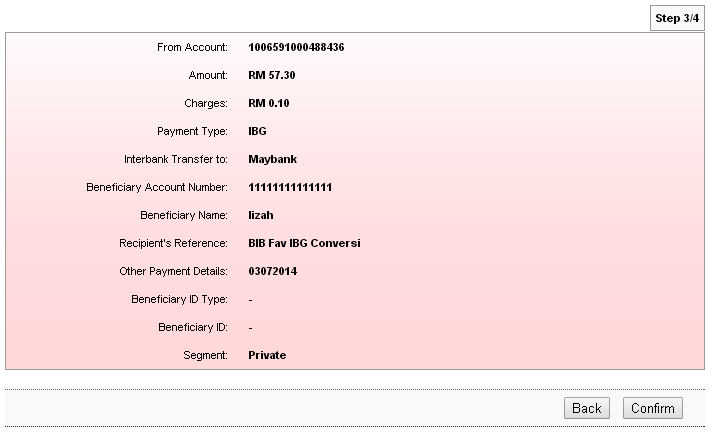 Step 3/4
From Account: 1006591000488436
Amount: RM 57.30
Charges: RM 0.10
Payment Type: IBG
Interbank Transfer to: Maybank
Beneficiary Account Number: 11111111111111
Beneficiary Name: lizah
Recipient's Reference: BIB Fav IBG Conversi
Other Payment Details: 03072014
Beneficiary ID Type: -
Beneficiary ID: -
Segment: Private
Back Confirm